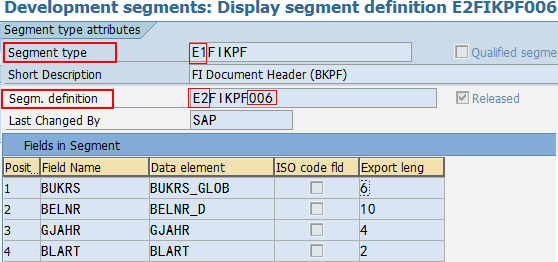 Development segments: Display segment definition E2FIKPF006
Segment type attributes
Segment type E1FIKPF Qualified segme
Short Description FI Document Header (BKPF)
Segm. definition E2FIKPF006 Released
Last Changed By SAP
Fields in Segment
Posit.. Field Name Data element ISO code fld Export leng
1 BUKRS BUKRS_GLOB 6
2 BELNR BELNR_D 10
3 GJAHR GJAHR 4
4 BLART BLART 2